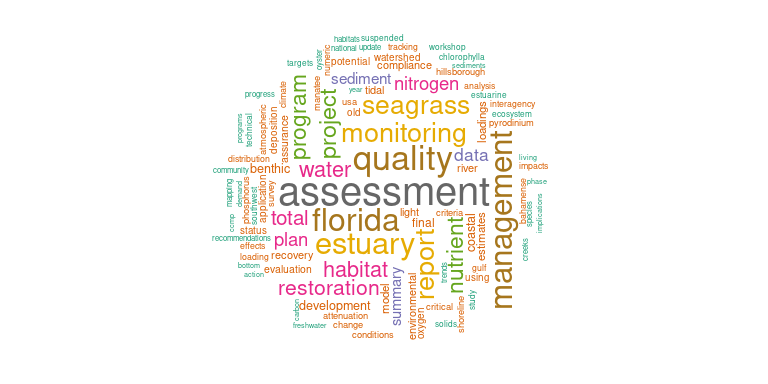 habitats
suspended
national
update
tracking
workshop
oyster
numeric
potential
watershed
chlorophylla
targets
compliance
sediments
hillsborough
sediment
nitrogen
analysis
progress
climate
manatee
year
tidal
estuarine
program
project
usa
old
seagrass
loadings
interagency
ecosystem
pyrodinium
programs
technical
atmospheric
deposition
assurance
monitoring
management
distribution
water
quality
data
living
community
benthic
river
impacts
mapping
demand
phosphorus
southwest
application
survey
assessment
bahamense
species
phase
implications
ccmp
total
florida
light
final
criteria
coastal
estimates
status
recommendations
plan
estuary
report
nutrient
creeks
effects
loading
recovery
bottom
action
evaluation
habitat
summary
trends
gulf
using
restoration
model
environmental
oxygen
critical
study
shoreline
carbon
development
attenuation
solids
freshwater
change
conditions